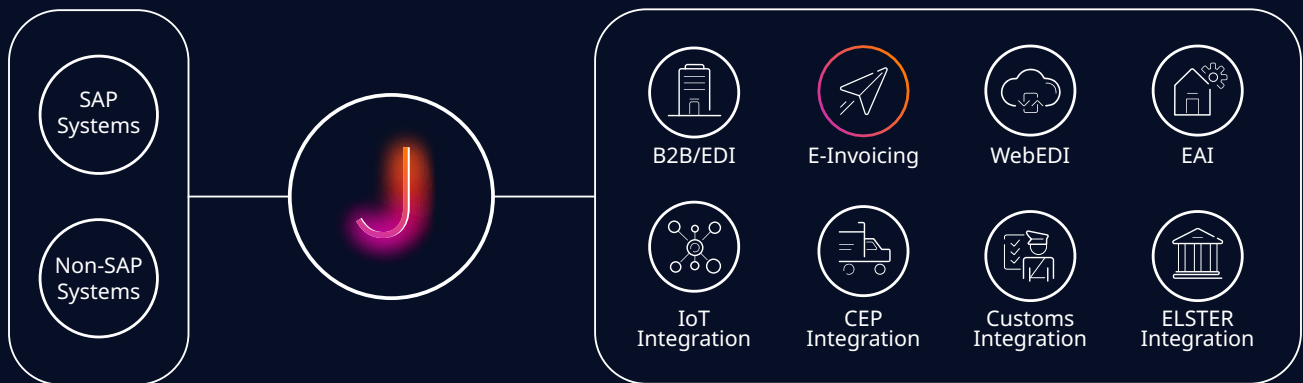 SAP
Systems
Non-SAP
Systems
J
B2B/EDI
E-Invoicing
WebEDI
EAI
IoT
Integration
CEP
Integration
Customs
Integration
ELSTER
Integration